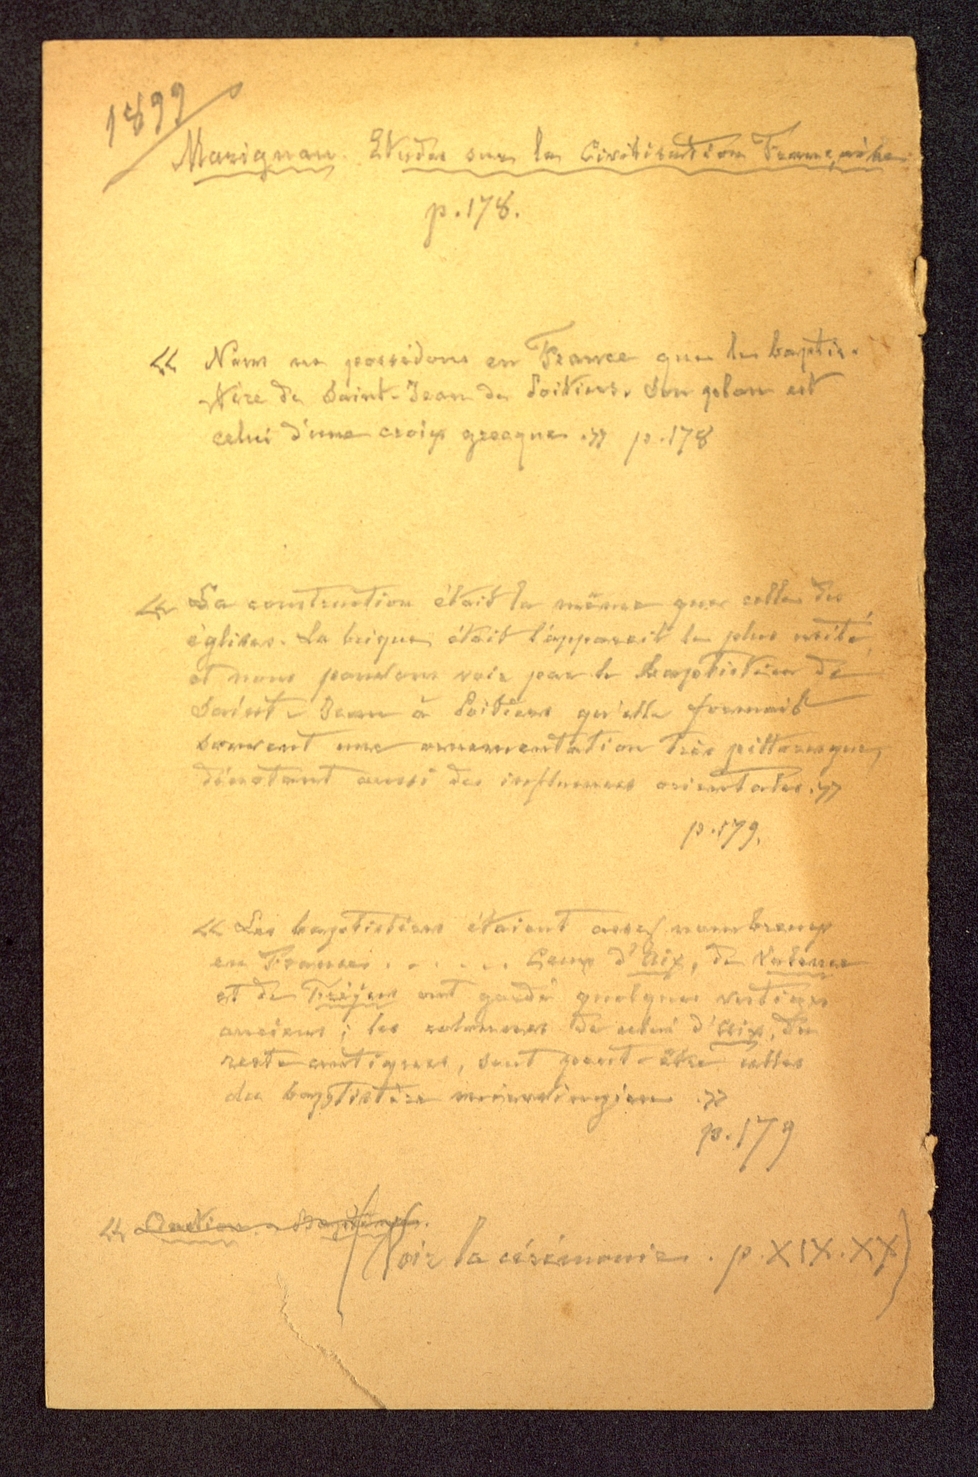 1899
Marignan. Etudes sur la Civilisation Française
p.178.
« Nous ne possédons en France que le baptis-
tère de Saint-Jean de Poitiers. Son plan est
celui d'une croix grecque.» p.178
« La construction était la même que celle des
églises. La brique était l'appareil le plus usité,
et nous pouvons voir par le baptistère de
Saint-Jean à Poitiers qu'elle formait
souvent une ornementation très pittoresque,
dénotant aussi des influences orientales.»
p.179.
« Les baptistères étaient assez nombreux
en France. . . . . . Ceux d'Aix, de Valence
et de Fréjus ont gardé quelques vestiges
anciens ; les colonnes de celui d'Aix, du
reste antiques, sont peut-être celles
du baptistère mérovingien .»
p.179
«
(Voir la cérémonie. p.XIX.XX)